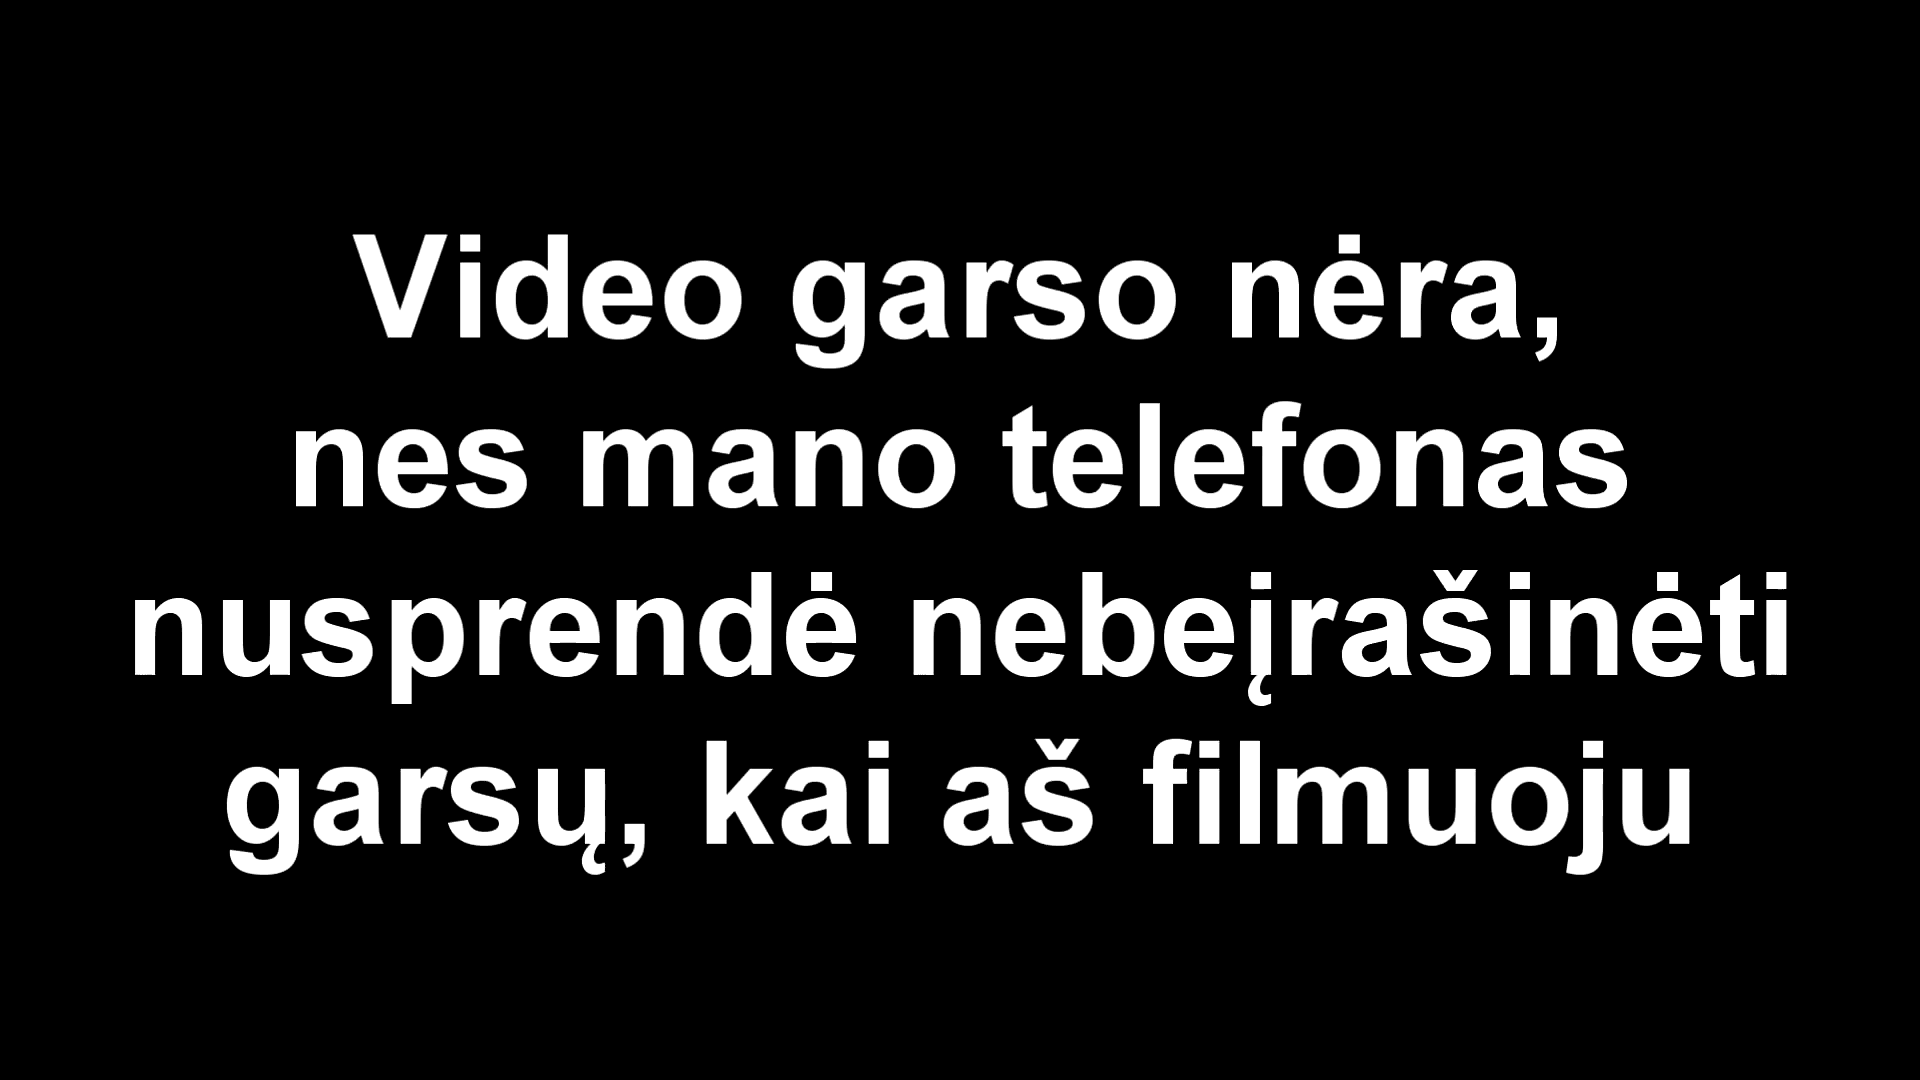 Video garso nėra,
nes mano telefonas
nusprendė nebeįrašinėti
garsų, kai aš filmuoju